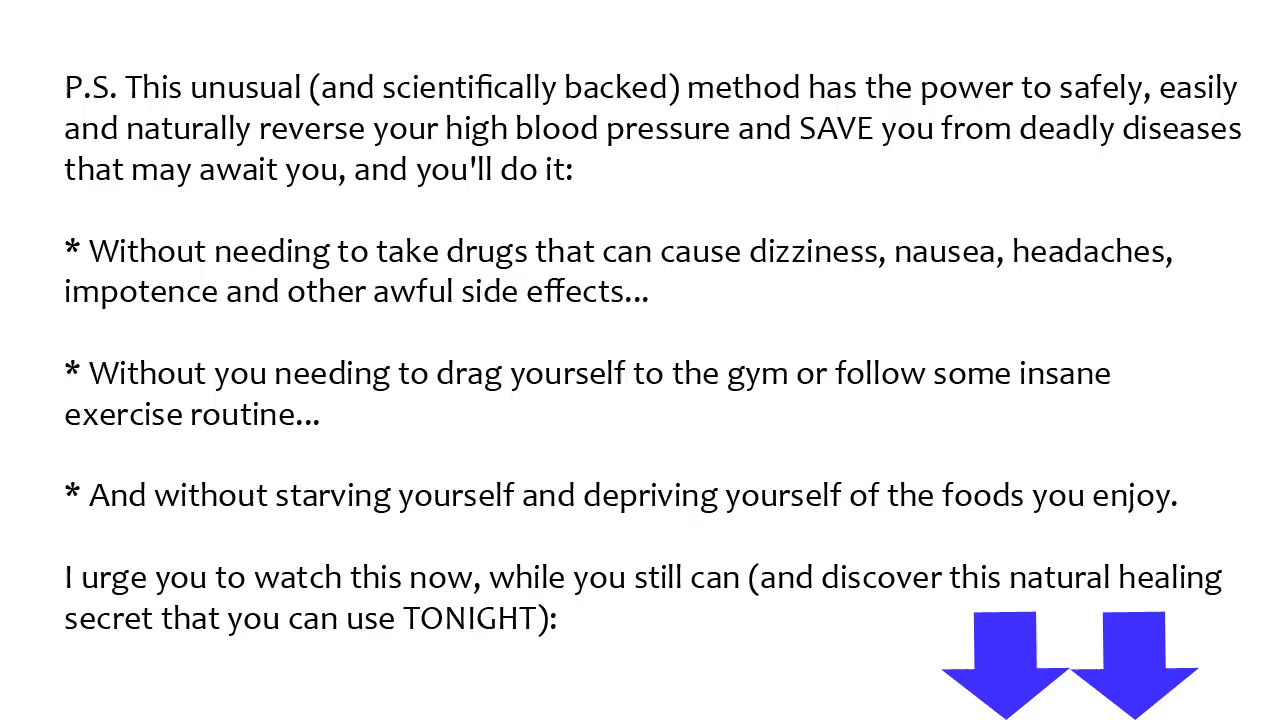 P.S. This unusual (and scientifically backed) method has the power to safely, easily
and naturally reverse your high blood pressure and SAVE you from deadly diseases
that may await you, and you'll do it:
* Without needing to take drugs that can cause dizziness, nausea, headaches,
impotence and other awful side effects...
* Without you needing to drag yourself to the gym or follow some insane
exercise routine...
* And without starving yourself and depriving yourself of the foods you enjoy.
I urge you to watch this now, while you still can (and discover this natural healing
secret that you can use TONIGHT):